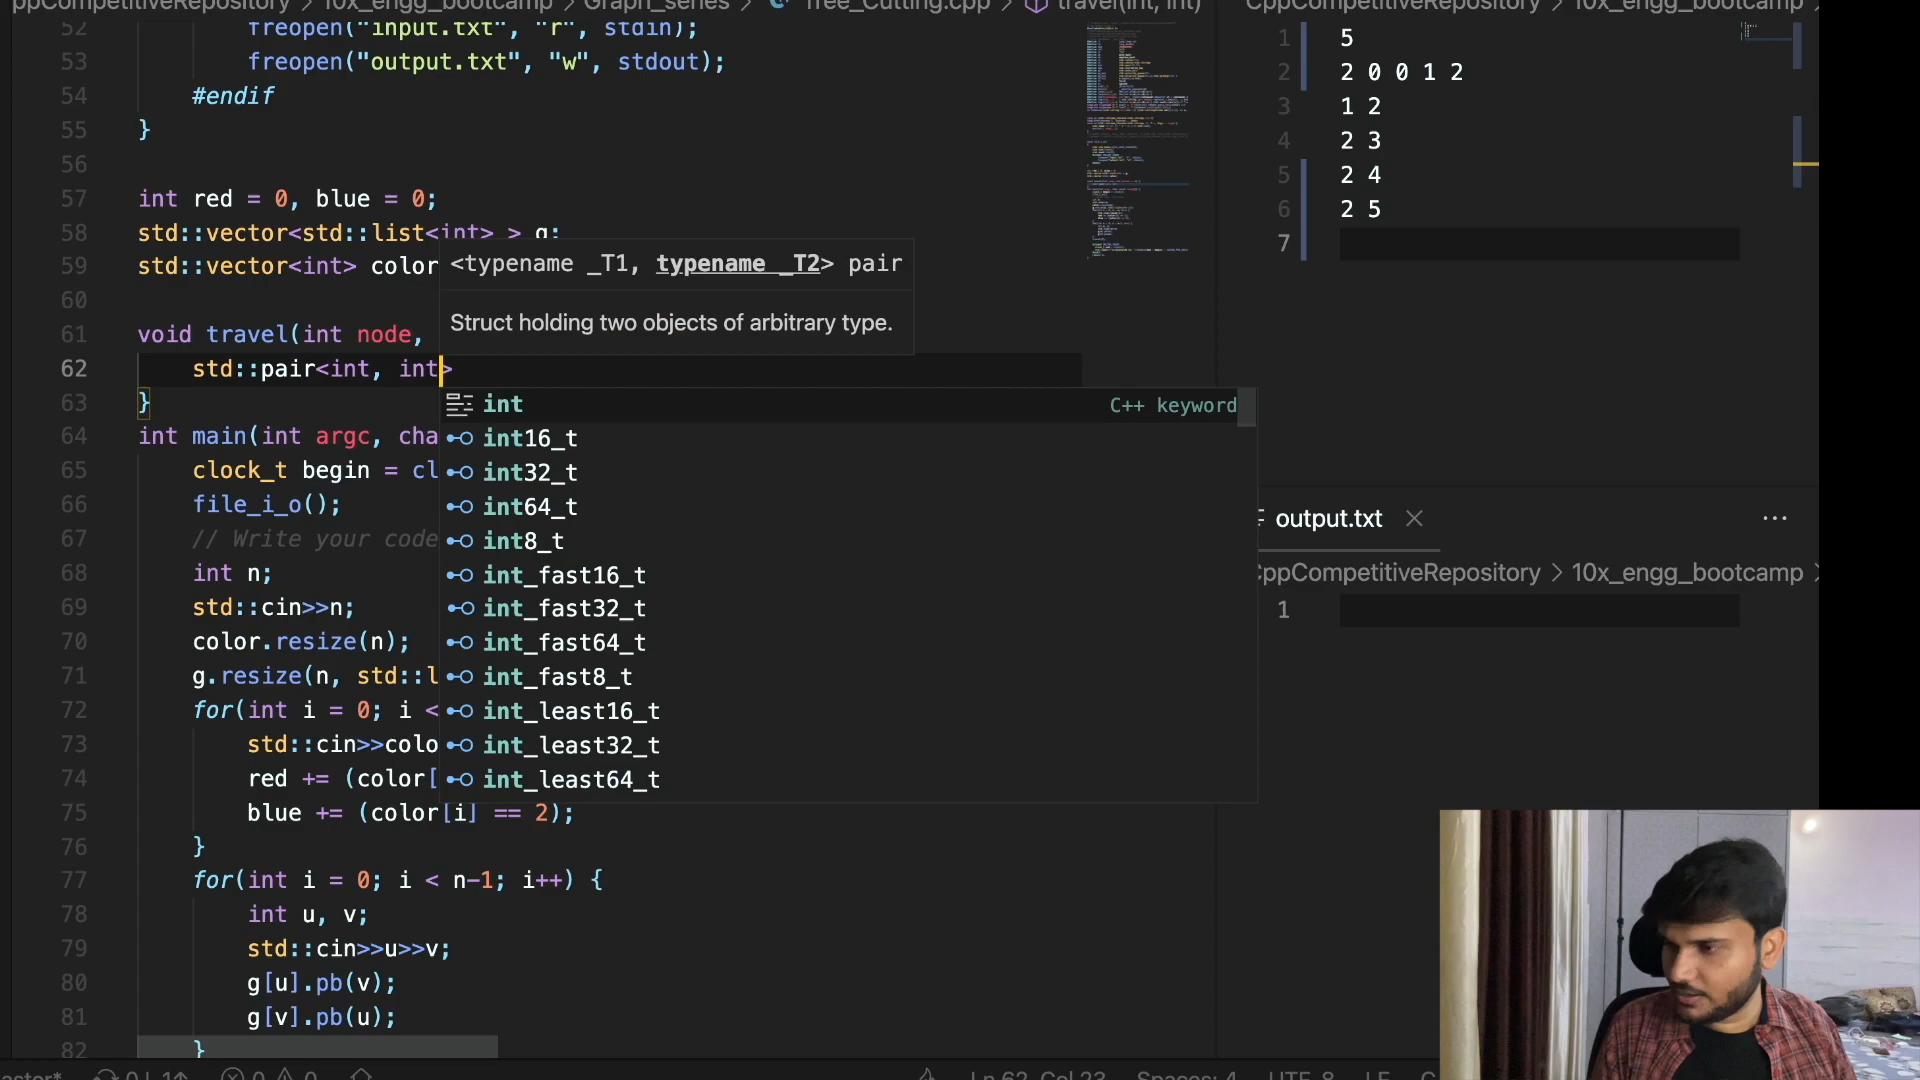 ppCompetitiveRepository > 10x_engg_bootcamp > Graph_series > Tree_Cutting.cpp > travel(int, int)
52 freopen("input.txt", "r", stdin);
53 freopen("output.txt", "w", stdout);
54 #endif
55 }
56
57 int red = 0, blue = 0;
58 std::vector<std::list<int> > g;
59 std::vector<int> color
60
61 void travel(int node,
62 std::pair<int, int>
63 }
64 int main(int argc, cha
65 clock_t begin = cl
66 file_i_o();
67 // Write your code
68 int n;
69 std::cin>>n;
70 color.resize(n);
71 g.resize(n, std::l
72 for(int i = 0; i <
73 std::cin>>colo
74 red += (color[
75 blue += (color[i] == 2);
76 }
77 for(int i = 0; i < n-1; i++) {
78 int u, v;
79 std::cin>>u>>v;
80 g[u].pb(v);
81 g[v].pb(u);
82 }
<typename _T1, typename _T2> pair
Struct holding two objects of arbitrary type.
int C++ keyword
int16_t
int32_t
int64_t
int8_t
int_fast16_t
int_fast32_t
int_fast64_t
int_fast8_t
int_least16_t
int_least32_t
int_least64_t
CppCompetitiveRepository > 10x_engg_bootcamp >
1 5
2 2 0 0 1 2
3 1 2
4 2 3
5 2 4
6 2 5
7
output.txt
CppCompetitiveRepository > 10x_engg_bootcamp >
1
Ln 62, Col 23 Spaces: 4 UTF-8 LF